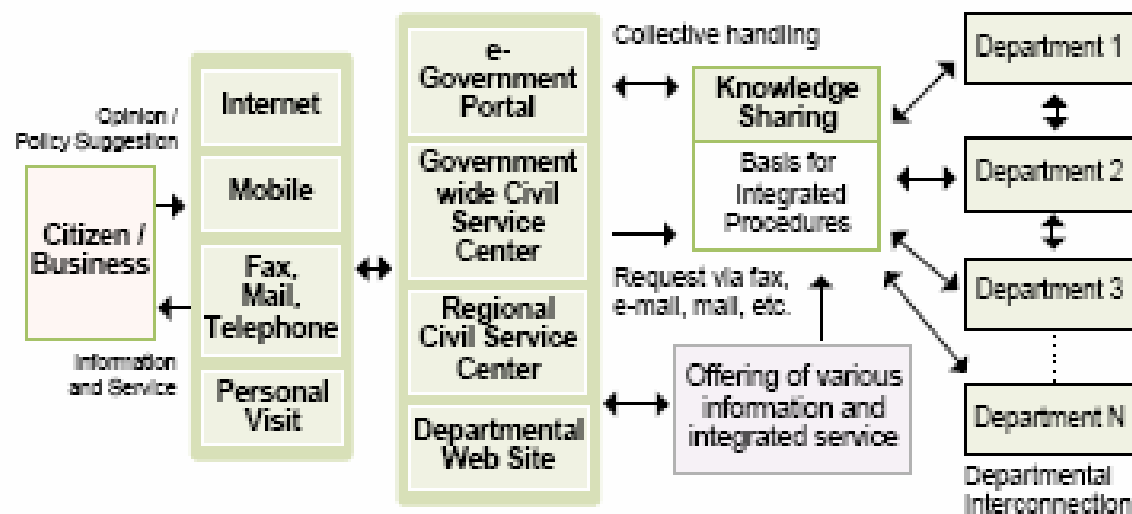 Opinion /
Policy Suggestion
Citizen /
Business
Information
and Service
Internet
Mobile
Fax,
Mail,
Telephone
Personal
Visit
e-
Government
Portal
Government
wide Civil
Service
Center
Regional
Civil Service
Center
Departmental
Web Site
Collective handling
Knowledge
Sharing
Basis for
Integrated
Procedures
Request via fax,
e-mail, mail, etc.
Offering of various
information and
integrated service
Department 1
Department 2
Department 3
Department N
Departmental
Interconnection